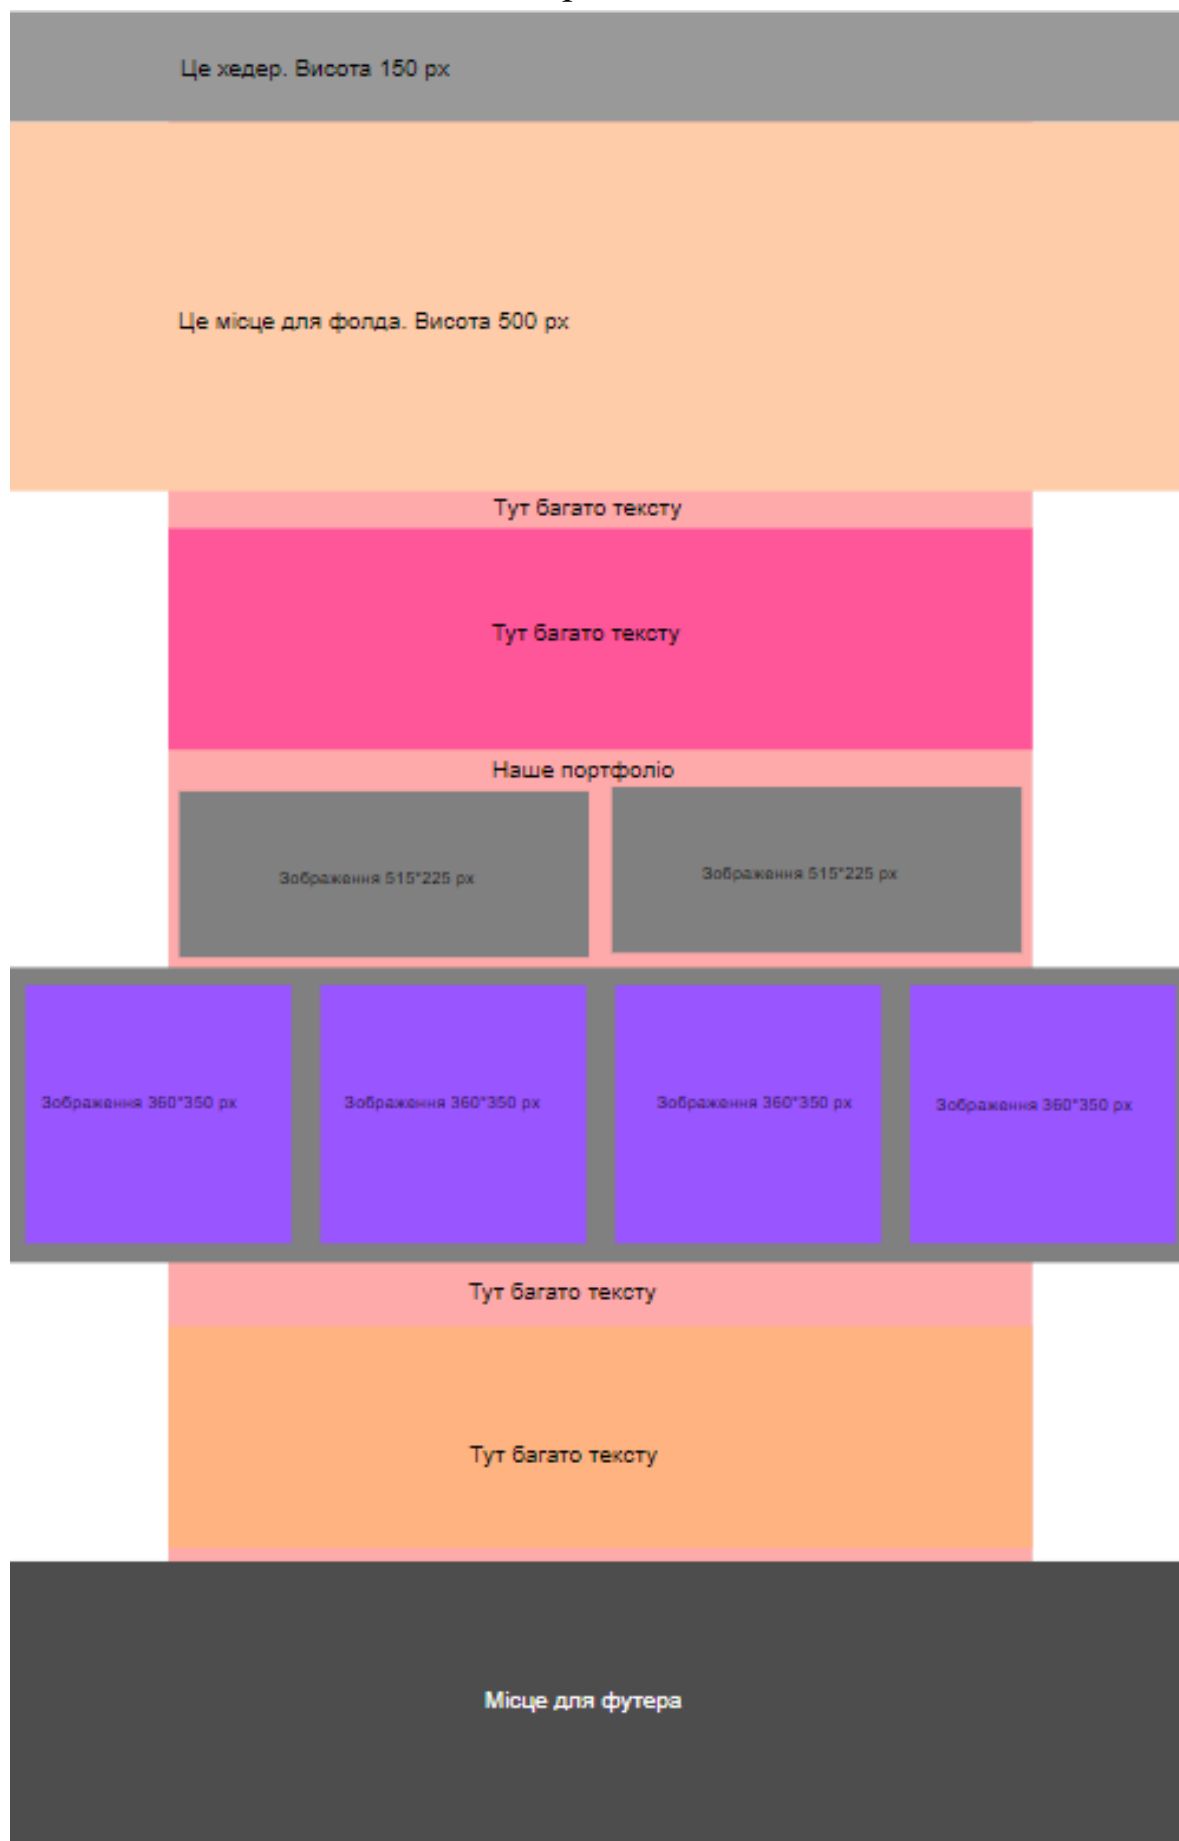 Це хедер. Висота 150 px
Це місце для фолда. Висота 500 px
Тут багато тексту
Тут багато тексту
Наше портфоліо
Зображення 515*225 px
Зображення 515*225 px
Зображення 360*350 px
Зображення 360*350 px
Зображення 360*350 px
Зображення 360*350 px
Тут багато тексту
Тут багато тексту
Місце для футера